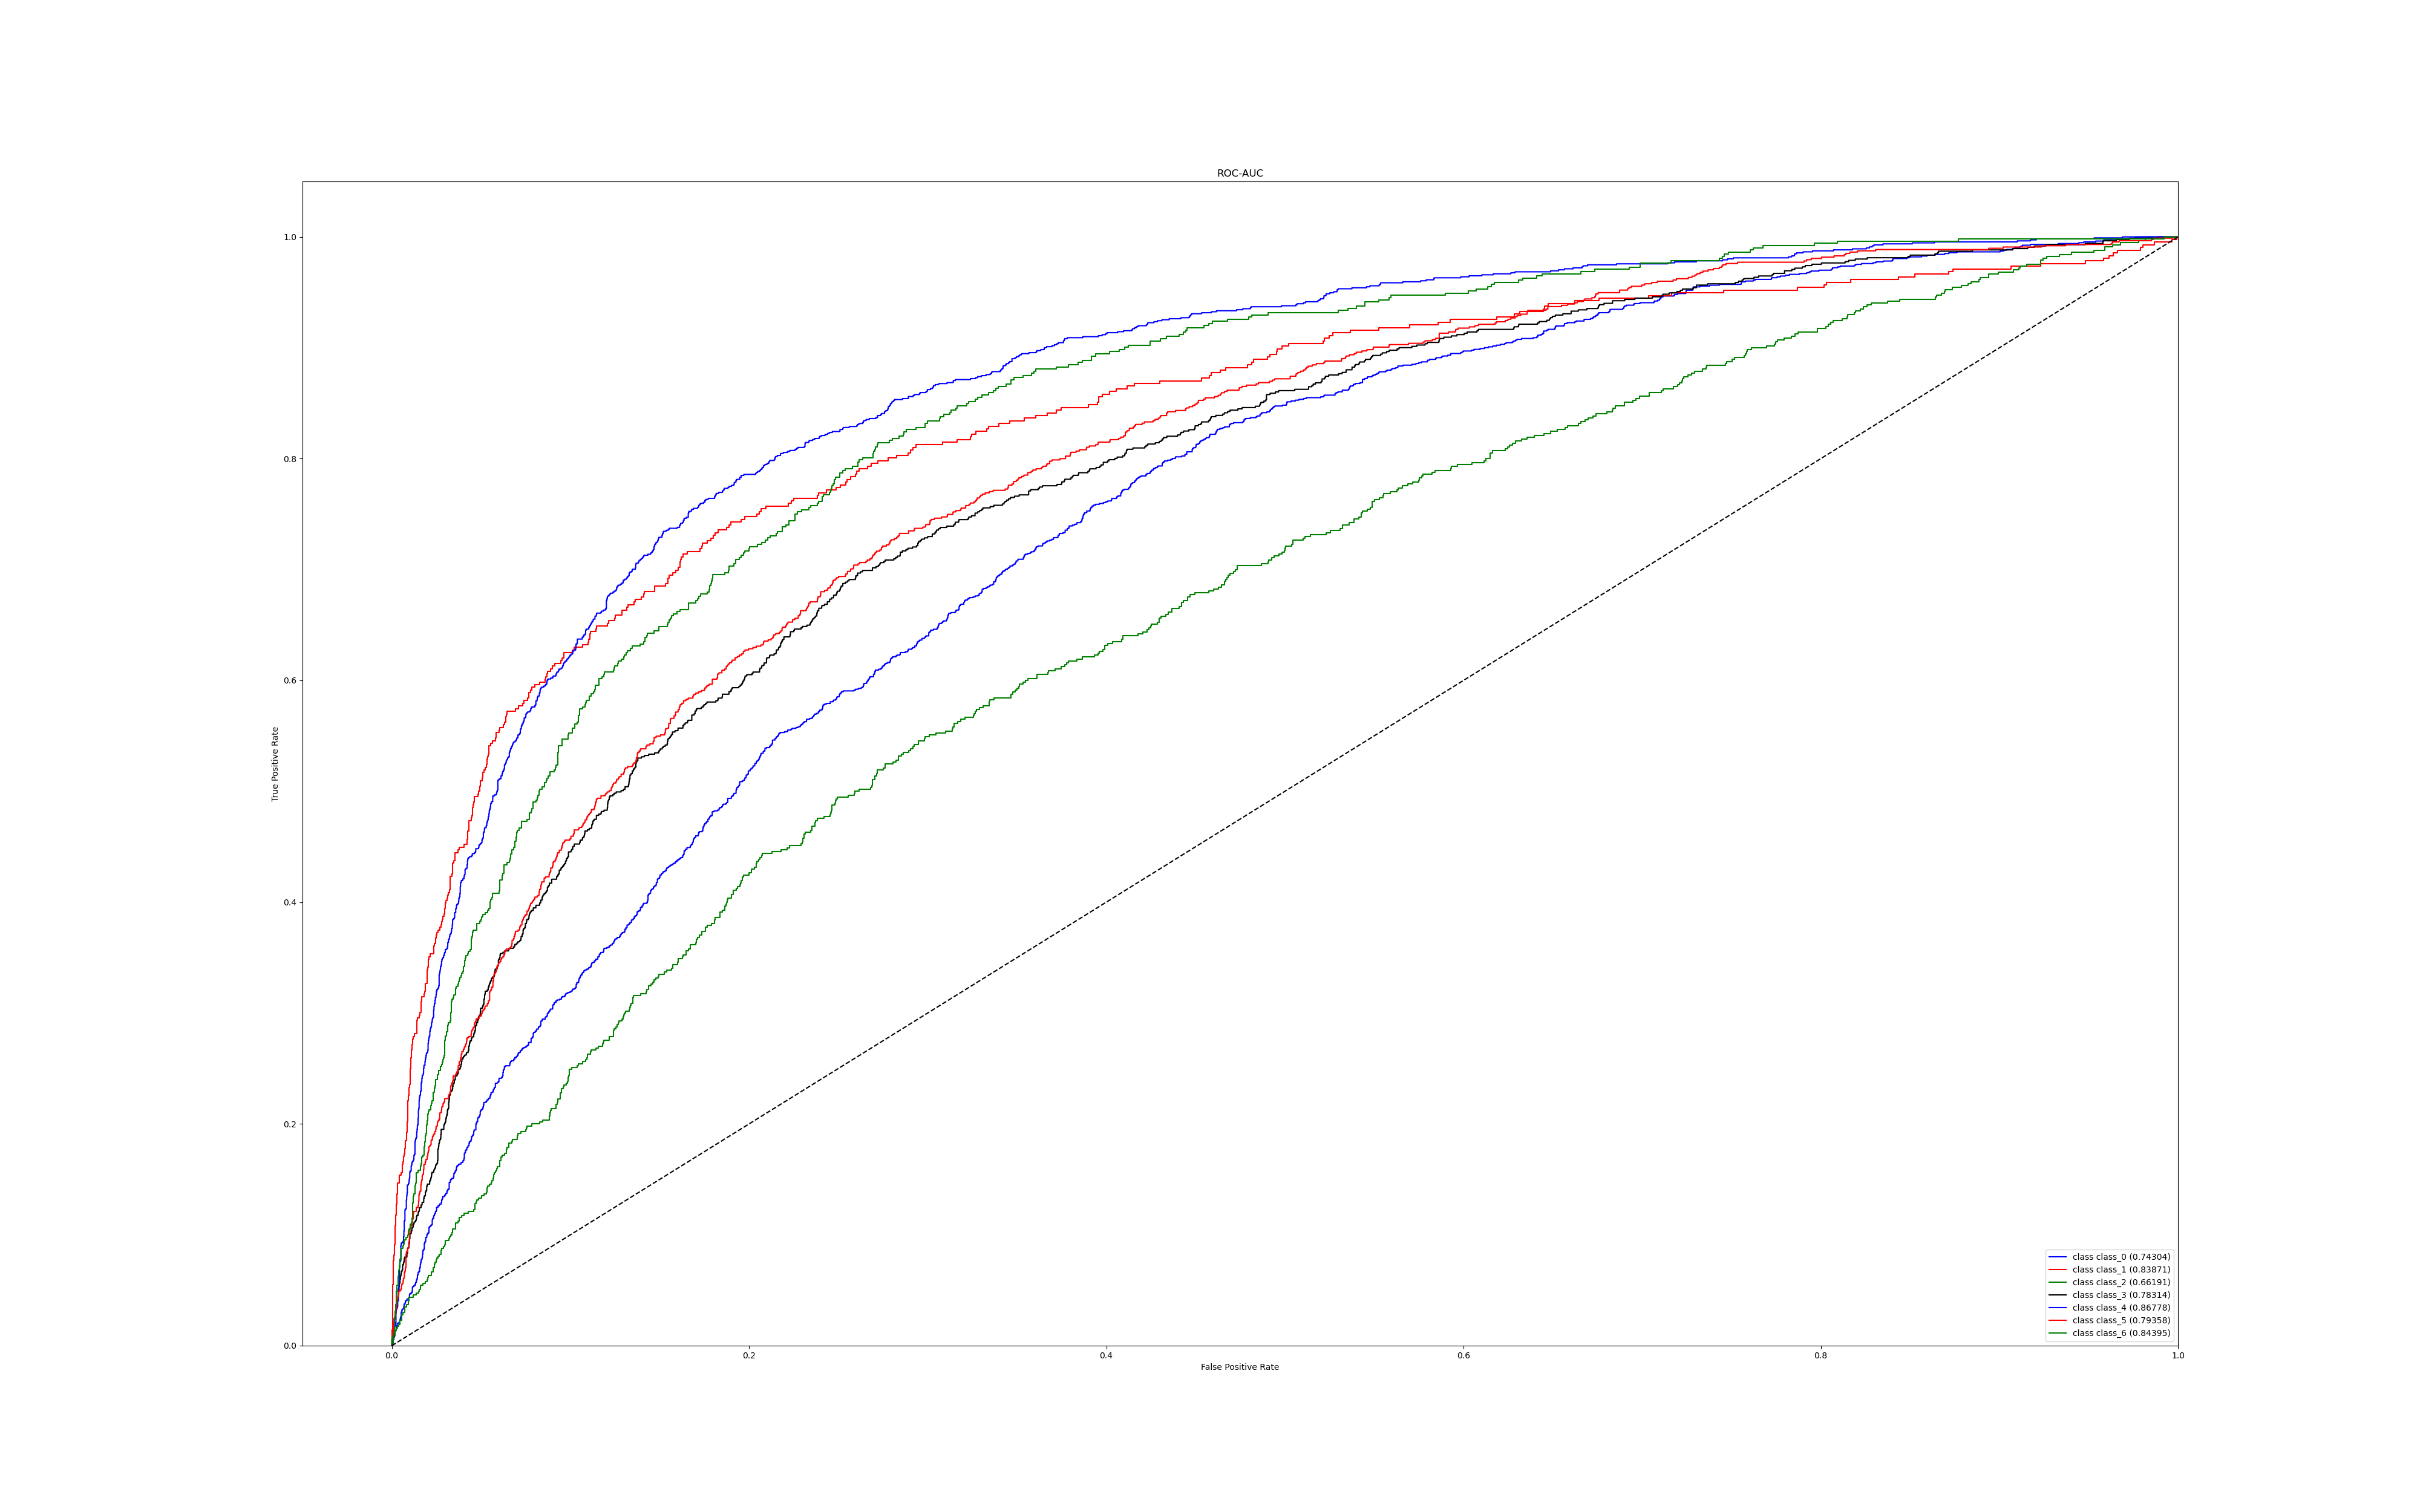 ROC-AUC
1.0
0.8
0.6
0.4
0.2
0.0
True Positive Rate
0.0 0.2 0.4 0.6 0.8 1.0
False Positive Rate
class class_0 (0.74304)
class class_1 (0.83871)
class class_2 (0.66191)
class class_3 (0.78314)
class class_4 (0.86778)
class class_5 (0.79358)
class class_6 (0.84395)